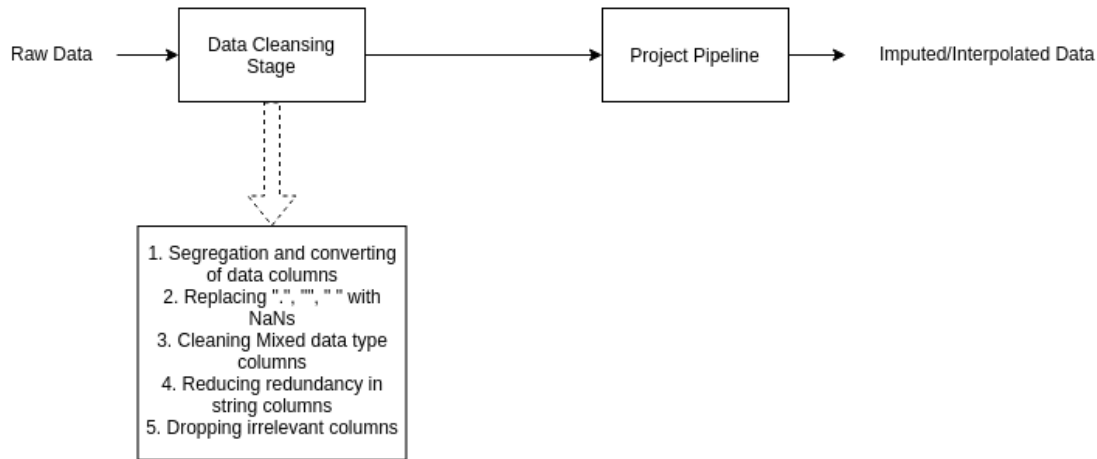 Raw Data
Data Cleansing
Stage
Project Pipeline
Imputed/Interpolated Data
1. Segregation and converting
of data columns
2. Replacing ".", "", " " with
NaNs
3. Cleaning Mixed data type
columns
4. Reducing redundancy in
string columns
5. Dropping irrelevant columns